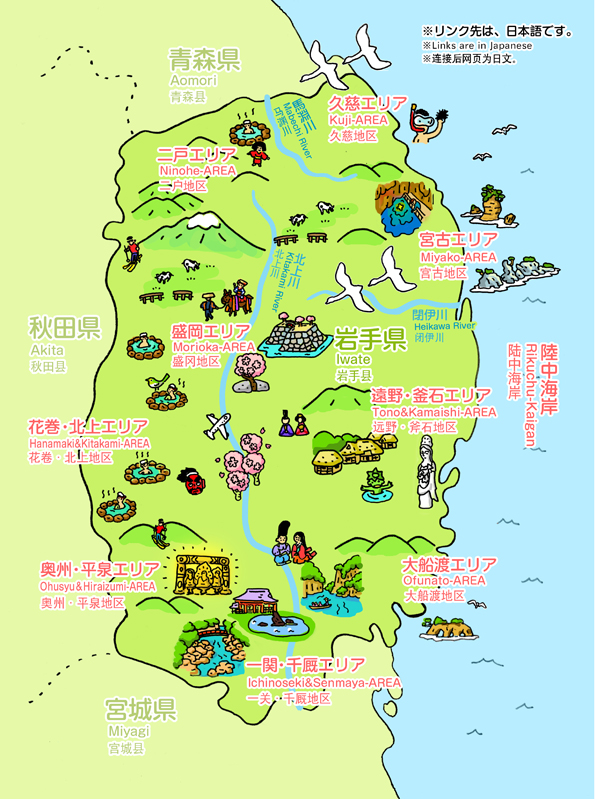 ※リンク先は、日本語です。
※Links are in Japanese
※连接后网页为日文。
青森県
Aomori
青森县
久慈エリア
Kuji-AREA
久慈地区
馬淵川
Mabechi River
马渊川
二戸エリア
Ninohe-AREA
二户地区
宮古エリア
Miyako-AREA
宫古地区
北上川
Kitakami River
北上川
閉伊川
Heikawa River
闭伊川
秋田県
Akita
秋田县
盛岡エリア
Morioka-AREA
盛冈地区
岩手県
Iwate
岩手县
陸中海岸
Rikuchu-Kaigan
陆中海岸
遠野・釜石エリア
Tono&Kamaishi-AREA
远野・釜石地区
花巻・北上エリア
Hanamaki&Kitakami-AREA
花卷・北上地区
奥州・平泉エリア
Ohusyu&Hiraizumi-AREA
奥州・平泉地区
大船渡エリア
Ofunato-AREA
大船渡地区
一関・千厩エリア
Ichinoseki&Senmaya-AREA
一关・千厩地区
宮城県
Miyagi
宫城县